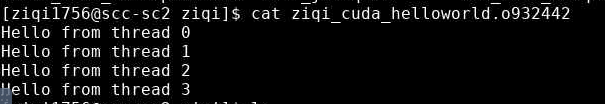 [ziqi1756@scc-sc2 ziqi]$ cat ziqi_cuda_helloworld.o932442
Hello from thread 0
Hello from thread 1
Hello from thread 2
Hello from thread 3